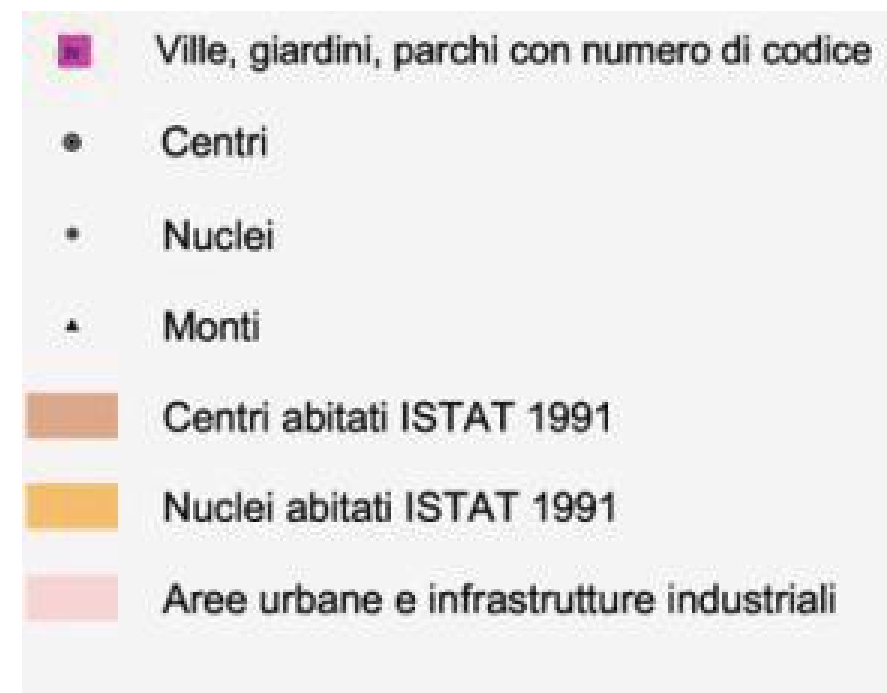 Ville, giardini, parchi con numero di codice
Centri
Nuclei
Monti
Centri abitati ISTAT 1991
Nuclei abitati ISTAT 1991
Aree urbane e infrastrutture industriali